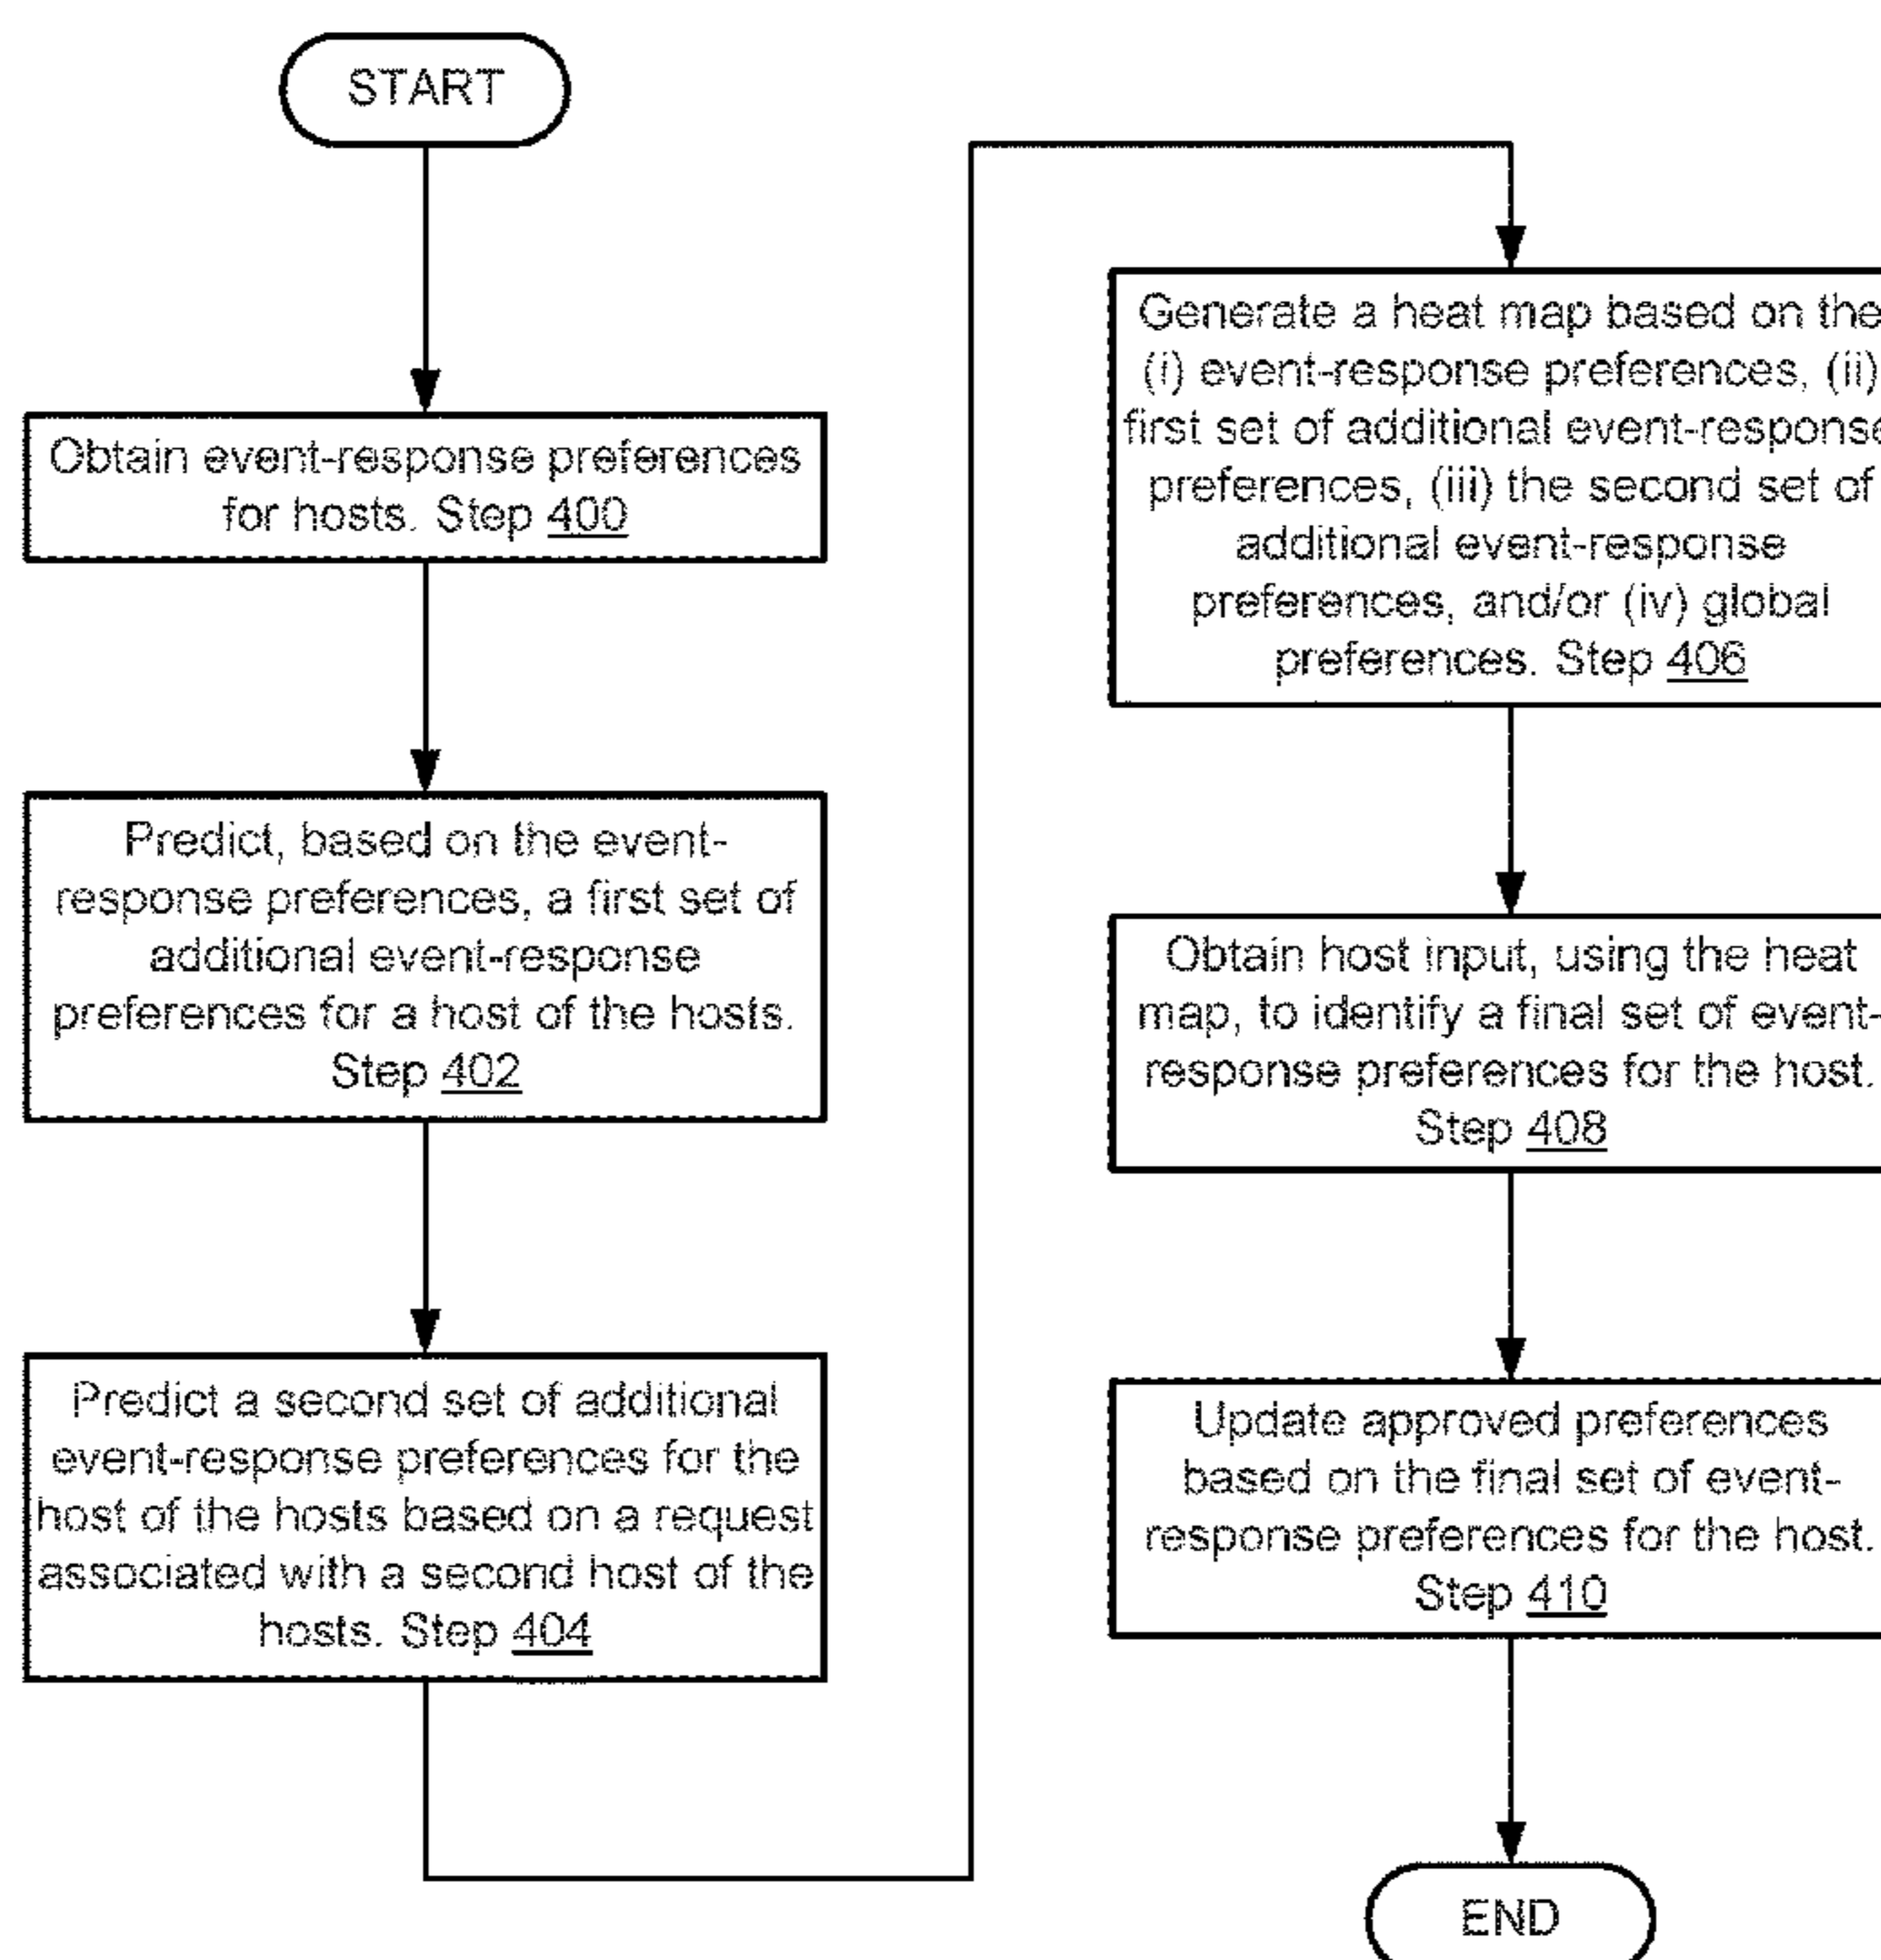 START
Obtain event-response preferences
for hosts. Step 400
Predict, based on the event-
response preferences, a first set of
additional event-response
preferences for a host of the hosts.
Step 402
Predict a second set of additional
event-response preferences for the
host of the hosts based on a request
associated with a second host of the
hosts. Step 404
Generate a heat map based on the
(i) event-response preferences, (ii)
first set of additional event-response
preferences, (iii) the second set of
additional event-response
preferences, and/or (iv) global
preferences. Step 406
Obtain host input, using the heat
map, to identify a final set of event-
response preferences for the host.
Step 408
Update approved preferences
based on the final set of event-
response preferences for the host.
Step 410
END